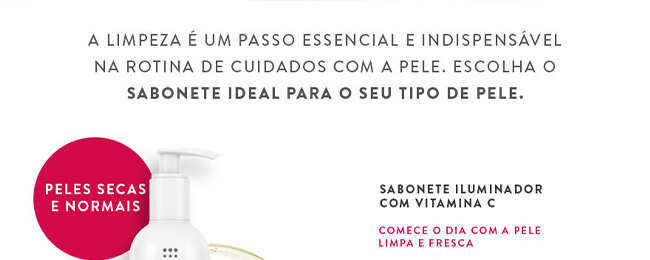 A LIMPEZA É UM PASSO ESSENCIAL E INDISPENSÁVEL
NA ROTINA DE CUIDADOS COM A PELE. ESCOLHA O
SABONETE IDEAL PARA O SEU TIPO DE PELE.
PELES SECAS
E NORMAIS
SABONETE ILUMINADOR
COM VITAMINA C
COMECE O DIA COM A PELE
LIMPA E FRESCA